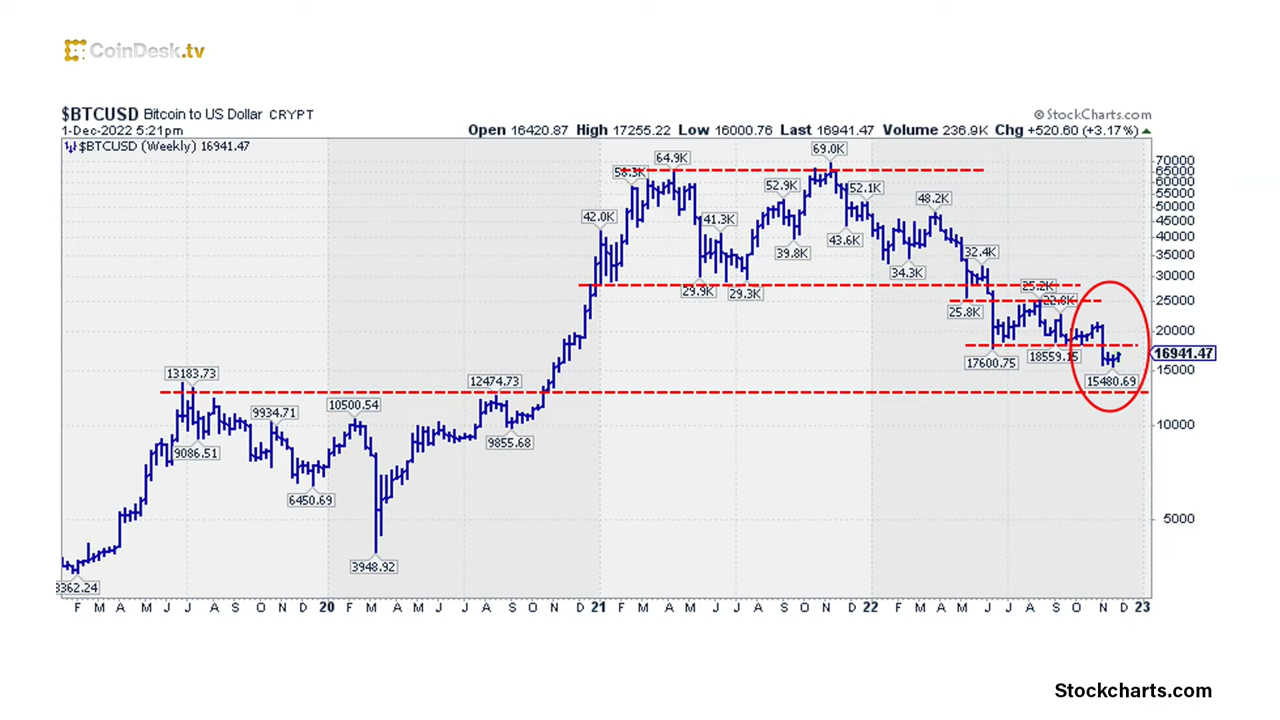 CoinDesk.tv
$BTCUSD Bitcoin to US Dollar CRYPT
© StockCharts.com
1-Dec-2022 5:21pm
Open 16420.87 High 17255.22 Low 16000.76 Last 16941.47 Volume 236.9K Chg +520.60 (+3.17%)
$BTCUSD (Weekly) 16941.47
69.0K
64.9K
58.3K
52.9K
52.1K
48.2K
42.0K
41.3K
43.6K
39.8K
34.3K
32.4K
29.9K
29.3K
25.2K
25.8K
22.8K
17600.75
18559.15
15480.69
13183.73
12474.73
10500.54
9934.71
9855.68
9086.51
6450.69
3948.92
3362.24
70000
65000
60000
55000
50000
45000
40000
35000
30000
25000
20000
16941.47
15000
10000
5000
F M A M J J A S O N D 20 F M A M J J A S O N D 21 F M A M J J A S O N D 22 F M A M J J A S O N D 23
Stockcharts.com